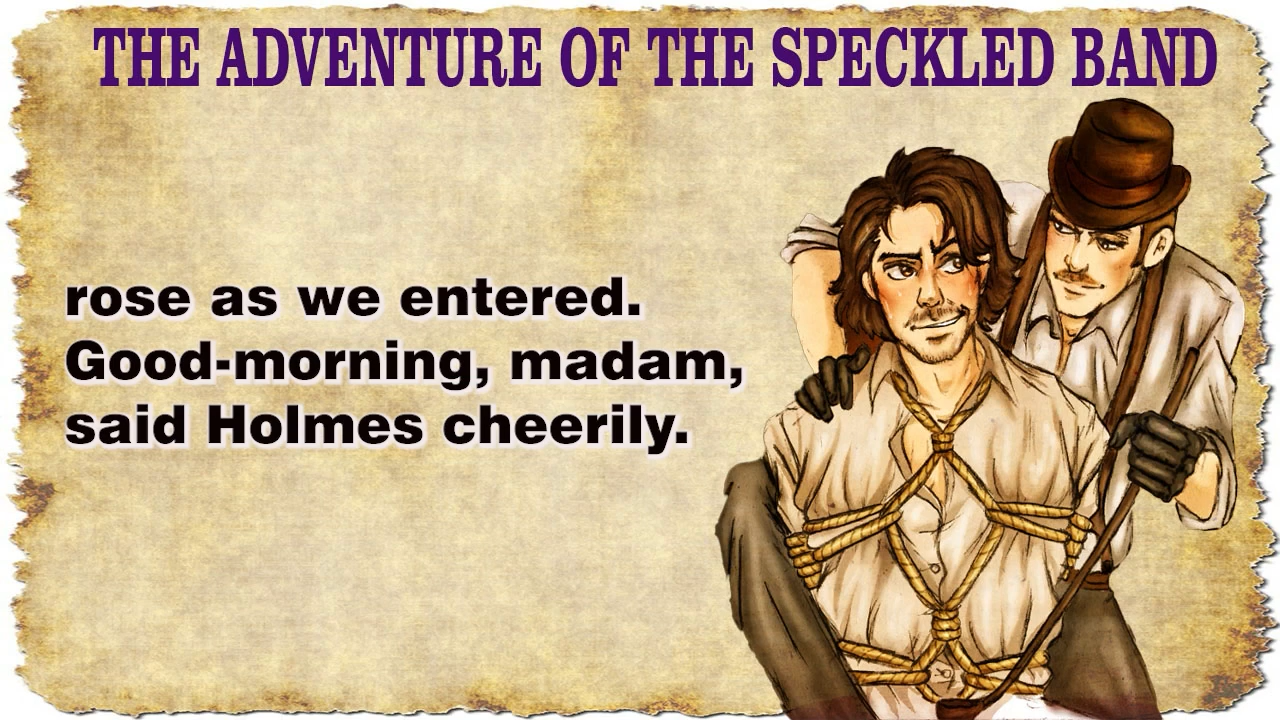 THE ADVENTURE OF THE SPECKLED BAND
rose as we entered.
Good-morning, madam,
said Holmes cheerily.